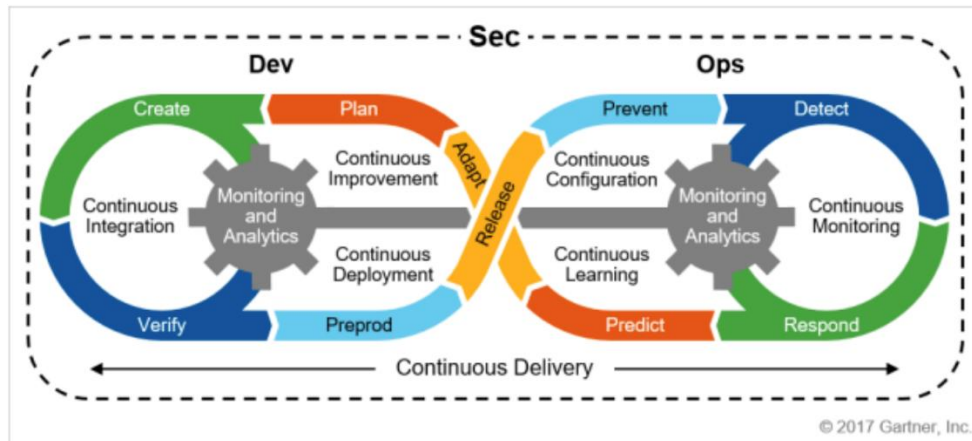 Sec
Dev
Ops
Create
Plan
Prevent
Detect
Adapt
Release
Continuous
Improvement
Continuous
Configuration
Continuous
Integration
Monitoring
and
Analytics
Monitoring
and
Analytics
Continuous
Monitoring
Continuous
Deployment
Continuous
Learning
Verify
Preprod
Predict
Respond
Continuous Delivery
© 2017 Gartner, Inc.